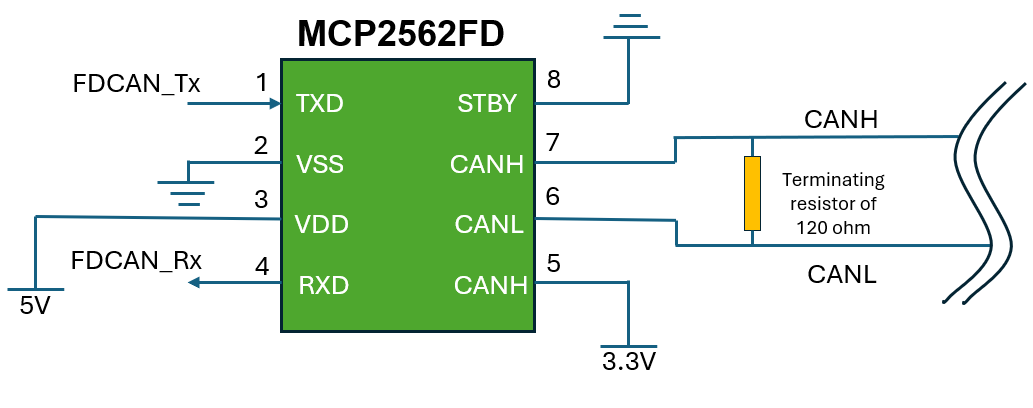 MCP2562FD
FDCAN_Tx
1
TXD
STBY
8
2
VSS
CANH
7
CANH
3
VDD
CANL
6
Terminating
resistor of
120 ohm
FDCAN_Rx
4
RXD
CANH
5
CANL
5V
3.3V